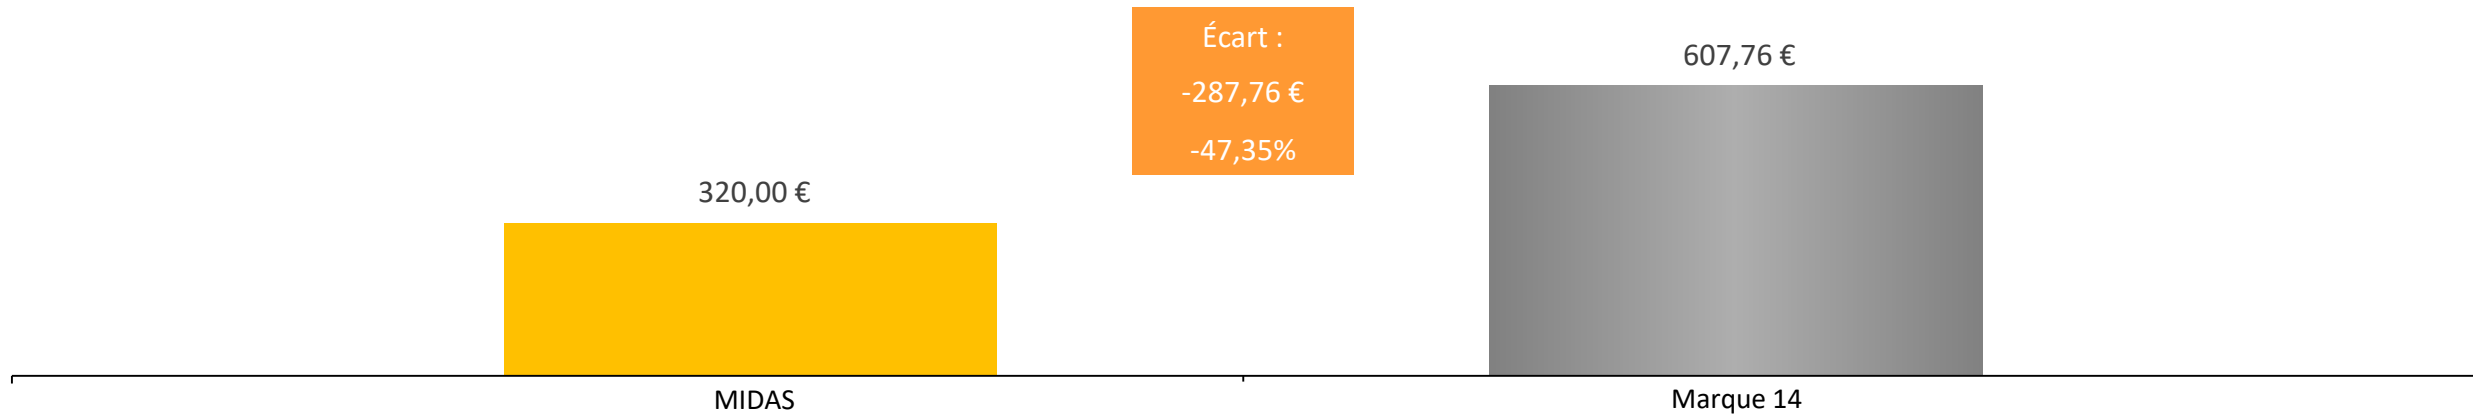 Écart :
-287,76 €
-47,35%
607,76 €
320,00 €
MIDAS
Marque 14